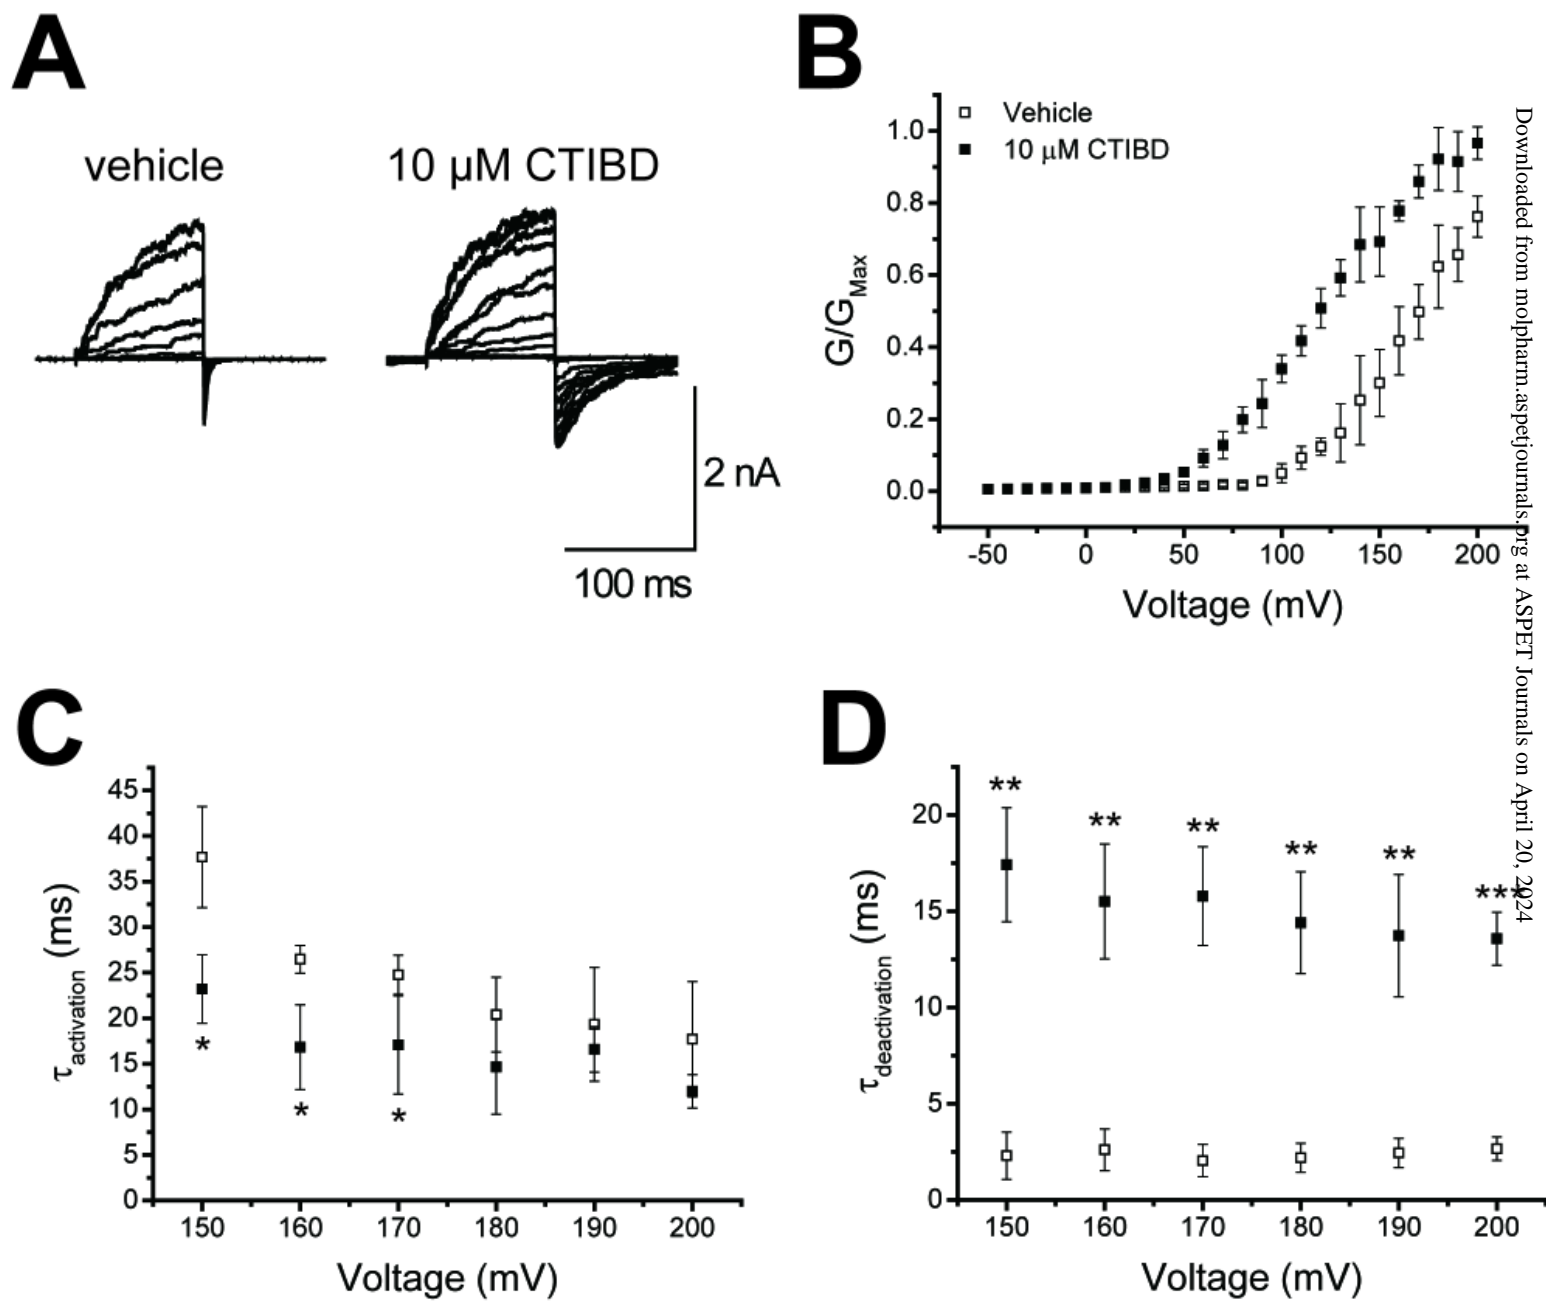 A
vehicle
10 µM CTIBD
2 nA
100 ms
B
Vehicle
10 µM CTIBD
G/GMax
1.0
0.8
0.6
0.4
0.2
0.0
-50 0 50 100 150 200
Voltage (mV)
C
τactivation (ms)
45
40
35
30
25
20
15
10
5
0
*
*
*
150 160 170 180 190 200
Voltage (mV)
D
τdeactivation (ms)
20
15
10
5
0
**
**
**
**
**
***
150 160 170 180 190 200
Voltage (mV)
Downloaded from molpharm.aspetjournals.org at ASPET Journals on April 20, 2024